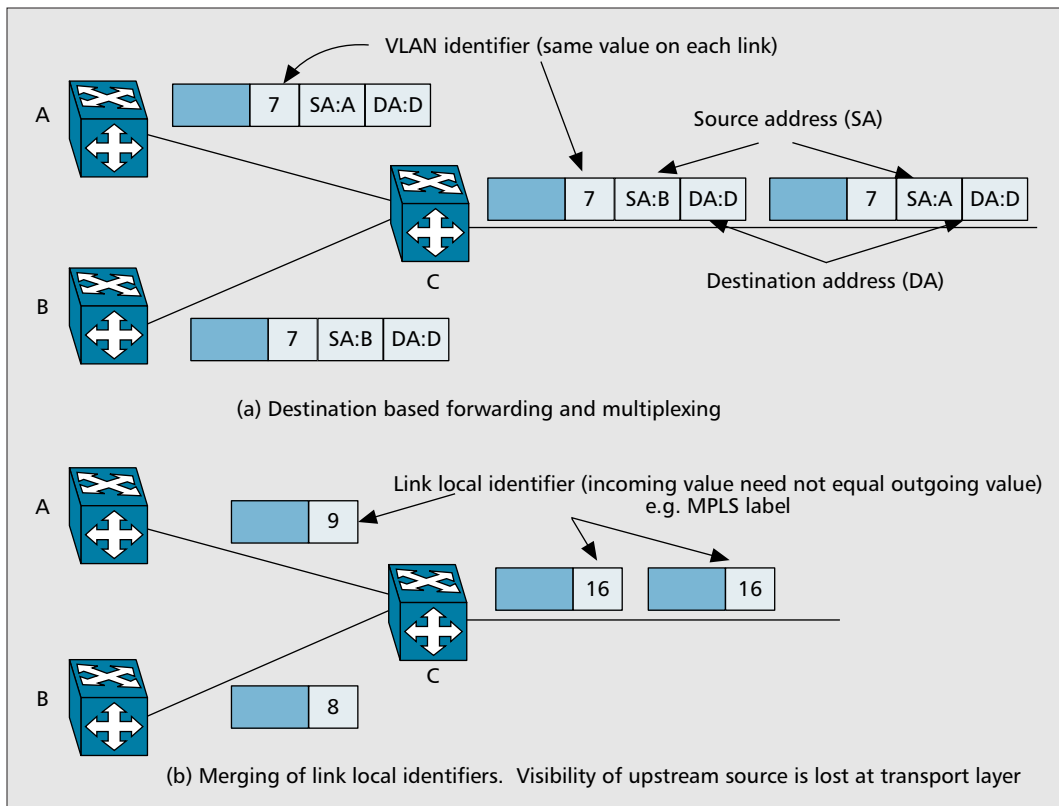 VLAN identifier (same value on each link)
A
7 SA:A DA:D
Source address (SA)
7 SA:B DA:D
7 SA:A DA:D
C
Destination address (DA)
B
7 SA:B DA:D
(a) Destination based forwarding and multiplexing
A
Link local identifier (incoming value need not equal outgoing value)
e.g. MPLS label
9
16
16
C
B
8
(b) Merging of link local identifiers. Visibility of upstream source is lost at transport layer